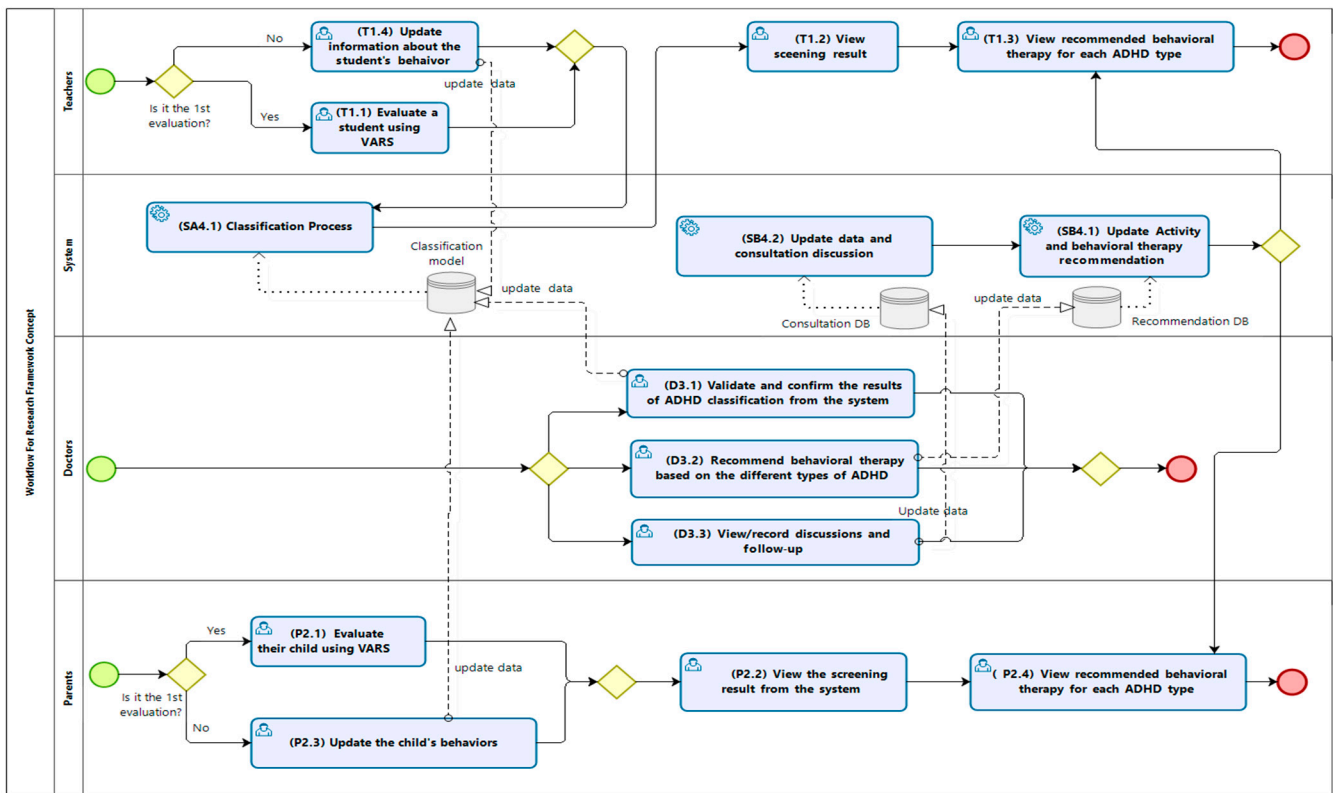 Workflow For Research Framework Concept
Teachers
No
(T1.4) Update
information about the
student's behaivor
update data
Is it the 1st
evaluation?
Yes
(T1.1) Evaluate a
student using
VARS
(T1.2) View
sceening result
(T1.3) View recommended behavioral
therapy for each ADHD type
System
(SA4.1) Classification Process
Classification
model
update data
(SB4.2) Update data and
consultation discussion
(SB4.1) Update Activity
and behavioral therapy
recommendation
update data
Consultation DB
Recommendation DB
Doctors
(D3.1) Validate and confirm the results
of ADHD classification from the system
(D3.2) Recommend behavioral therapy
based on the different types of ADHD
Update data
(D3.3) View/record discussions and
follow-up
Parents
Yes
(P2.1) Evaluate
their child using VARS
update data
Is it the 1st
evaluation?
No
(P2.3) Update the child's behaviors
(P2.2) View the screening
result from the system
( P2.4) View recommended behavioral
therapy for each ADHD type